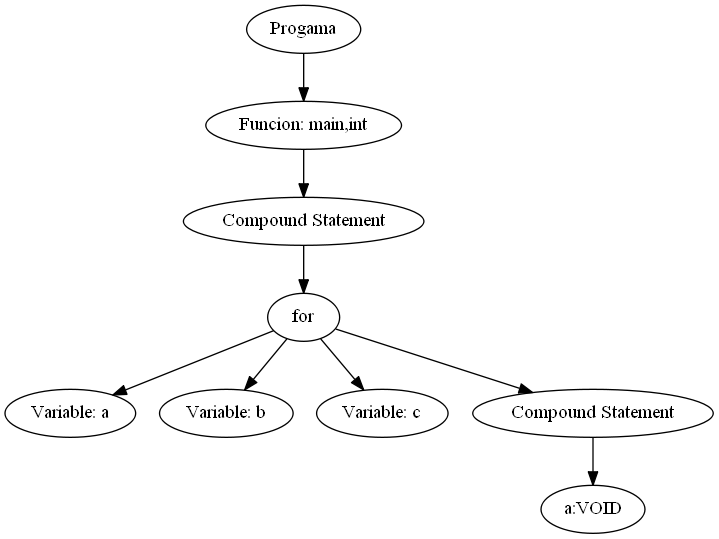 Progama
Funcion: main,int
Compound Statement
for
Variable: a
Variable: b
Variable: c
Compound Statement
a:VOID